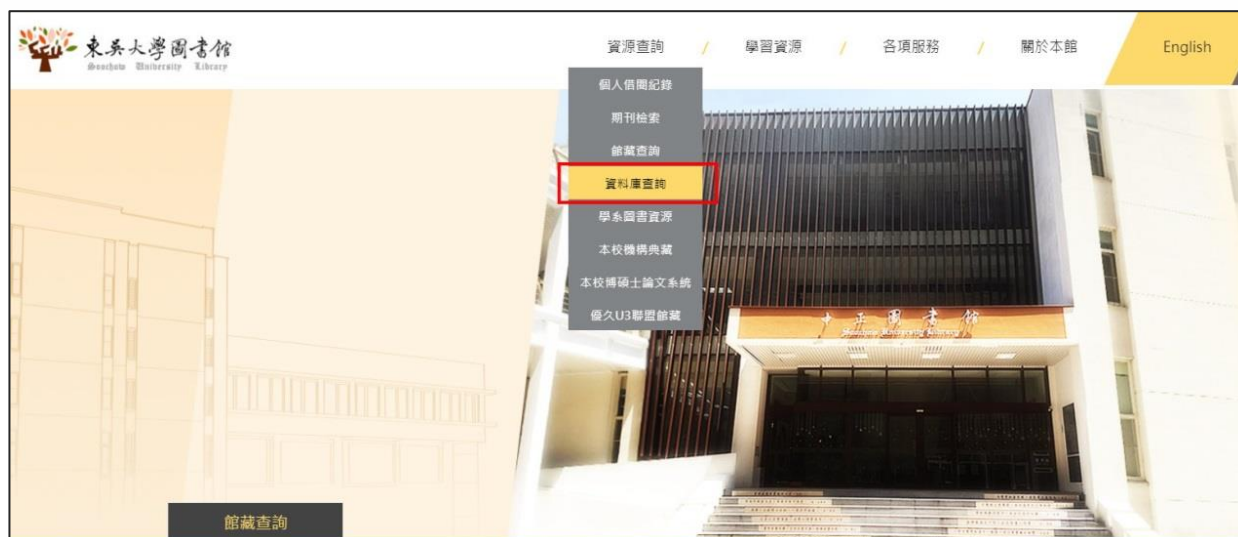 東吳大學圖書館
Soochow University Library
資源查詢 / 學習資源 / 各項服務 / 關於本館 English
個人借閱紀錄
期刊檢索
館藏查詢
資料庫查詢
學系圖書資源
本校機構典藏
本校博碩士論文系統
優久U3聯盟館藏
中正圖書館
Soochow University Library
館藏查詢